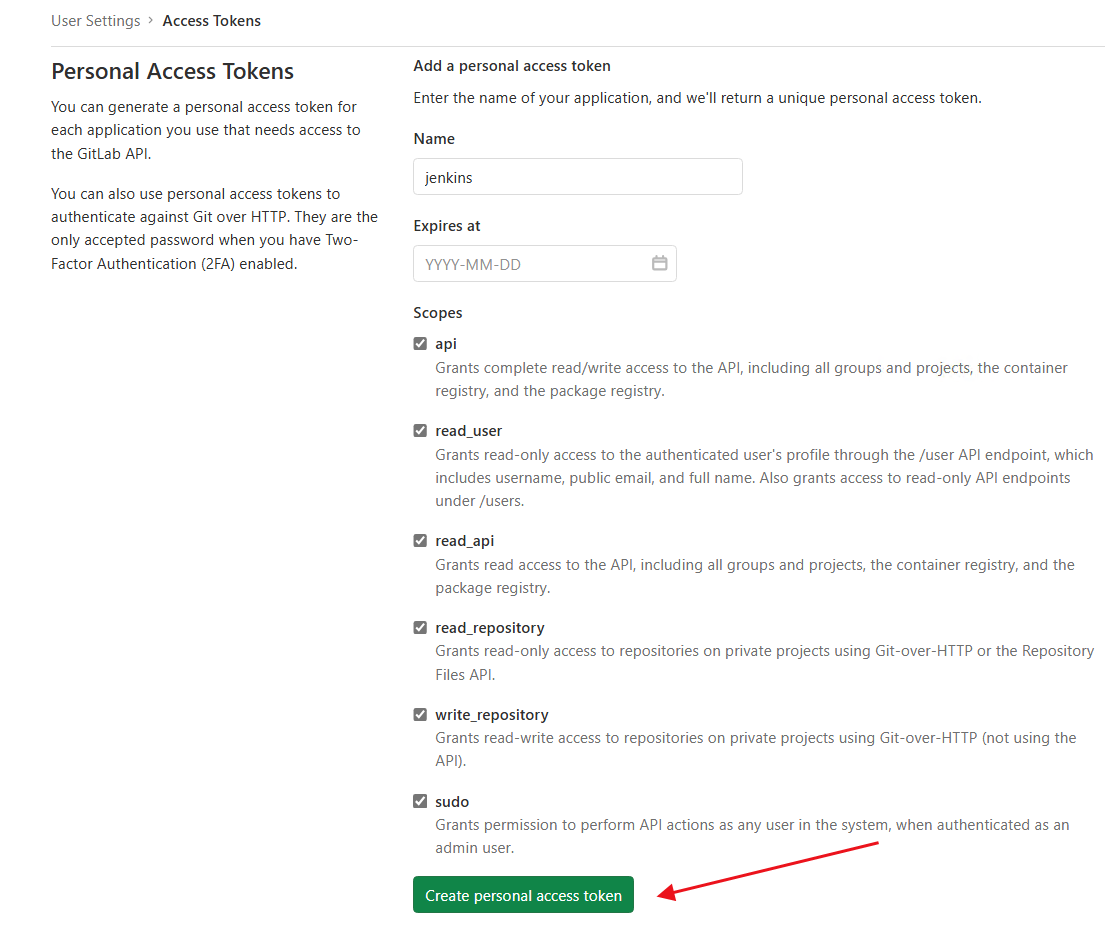 User Settings › Access Tokens
Personal Access Tokens
You can generate a personal access token for
each application you use that needs access to
the GitLab API.
You can also use personal access tokens to
authenticate against Git over HTTP. They are the
only accepted password when you have Two-
Factor Authentication (2FA) enabled.
Add a personal access token
Enter the name of your application, and we'll return a unique personal access token.
Name
jenkins
Expires at
YYYY-MM-DD
Scopes
api
Grants complete read/write access to the API, including all groups and projects, the container
registry, and the package registry.
read_user
Grants read-only access to the authenticated user's profile through the /user API endpoint, which
includes username, public email, and full name. Also grants access to read-only API endpoints
under /users.
read_api
Grants read access to the API, including all groups and projects, the container registry, and the
package registry.
read_repository
Grants read-only access to repositories on private projects using Git-over-HTTP or the Repository
Files API.
write_repository
Grants read-write access to repositories on private projects using Git-over-HTTP (not using the
API).
sudo
Grants permission to perform API actions as any user in the system, when authenticated as an
admin user.
Create personal access token